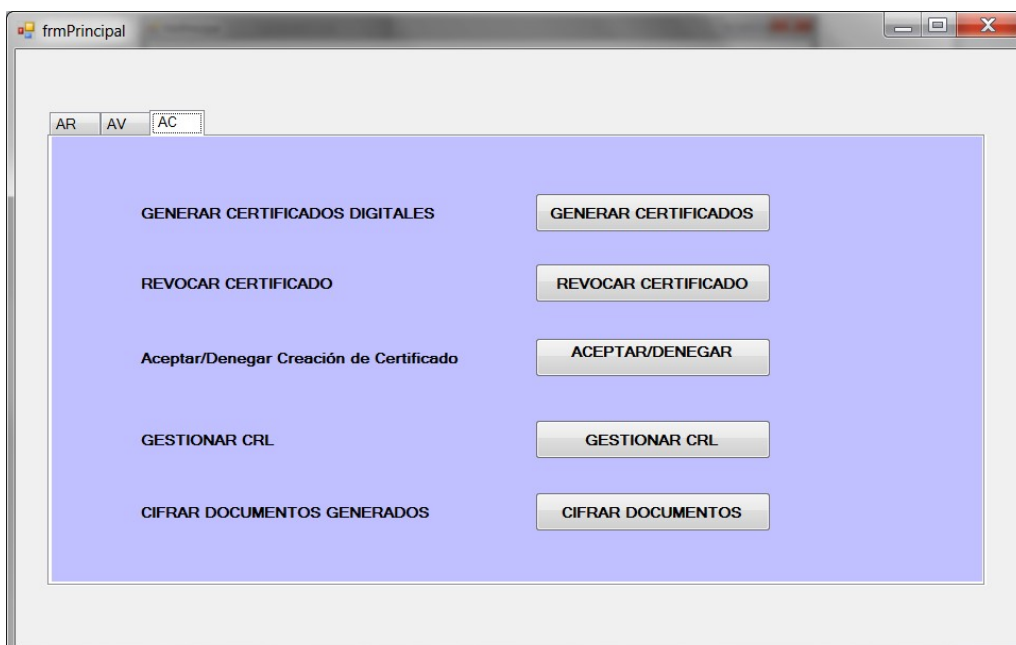 frmPrincipal
AR AV AC
GENERAR CERTIFICADOS DIGITALES GENERAR CERTIFICADOS
REVOCAR CERTIFICADO REVOCAR CERTIFICADO
Aceptar/Denegar Creación de Certificado ACEPTAR/DENEGAR
GESTIONAR CRL GESTIONAR CRL
CIFRAR DOCUMENTOS GENERADOS CIFRAR DOCUMENTOS